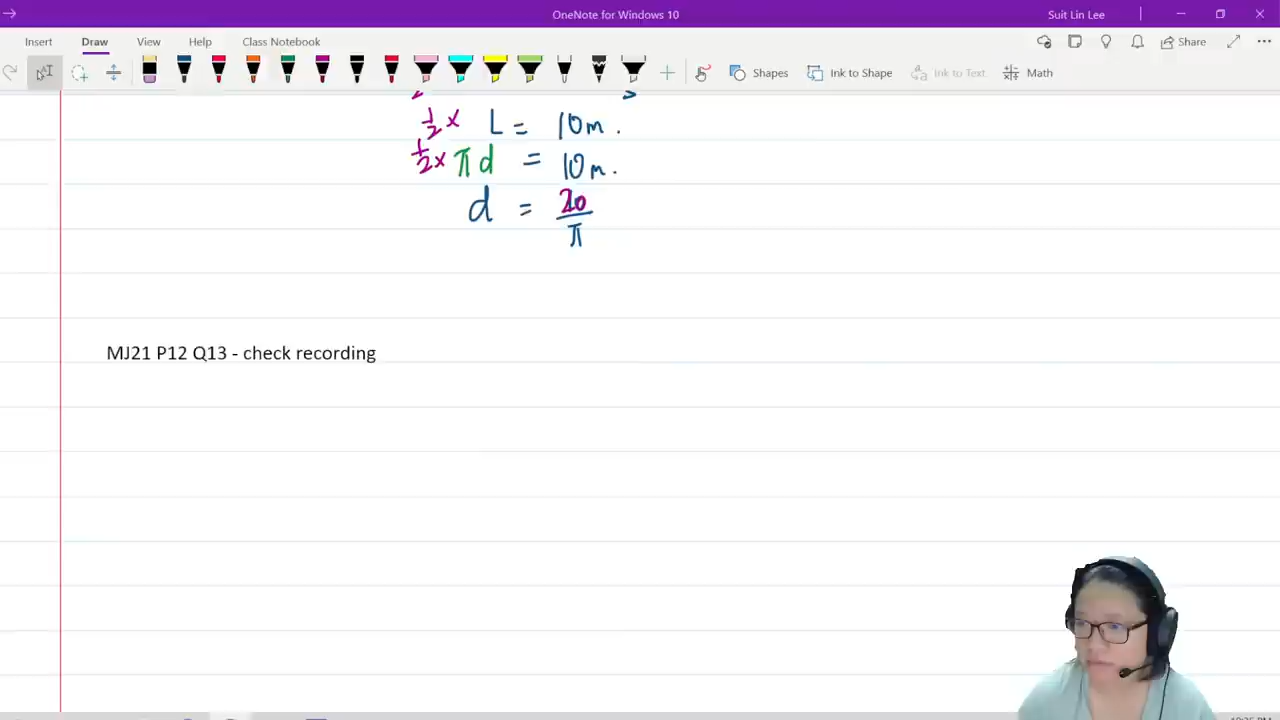 OneNote for Windows 10
Suit Lin Lee
Insert Draw View Help Class Notebook
Share
Shapes Ink to Shape Ink to Text Math
½ × L = 10m.
½ × π d = 10m.
d = 20/π
MJ21 P12 Q13 - check recording